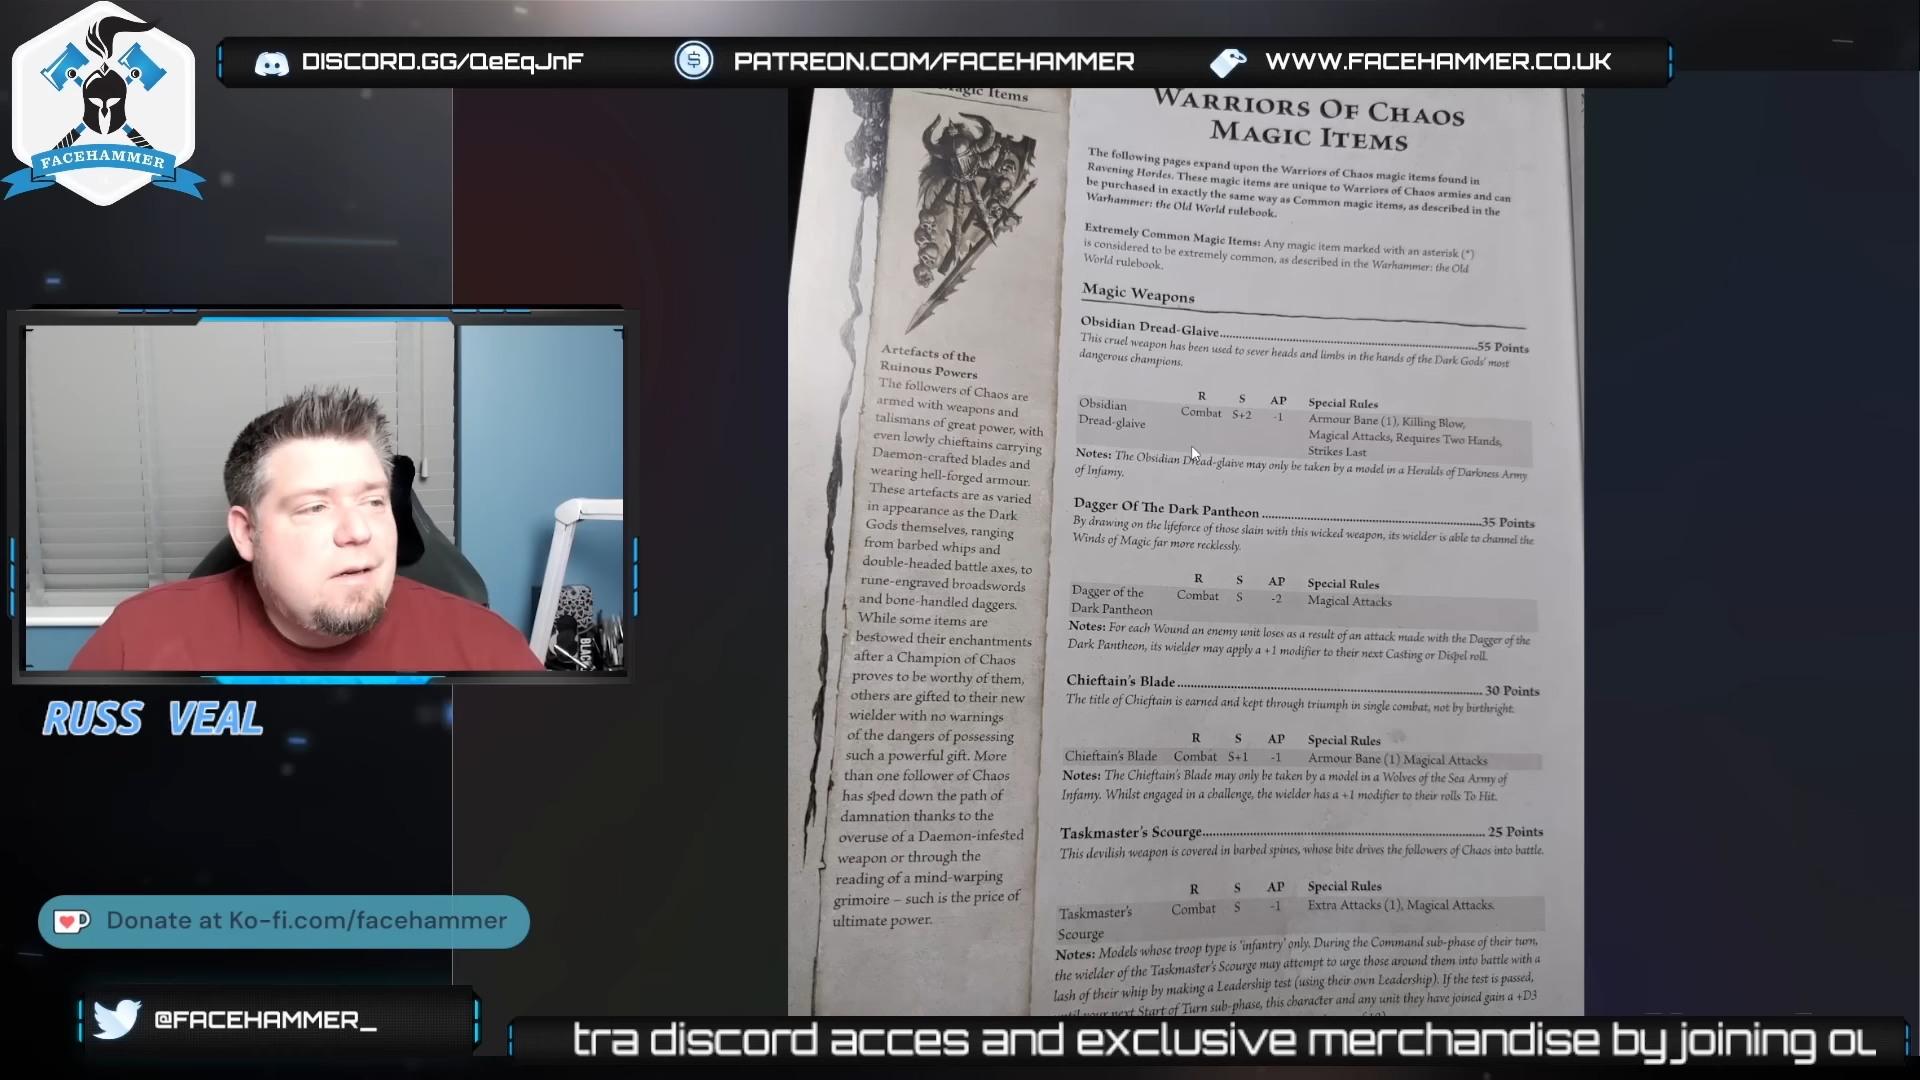 DISCORD.GG/QeEqJnF
PATREON.COM/FACEHAMMER
WWW.FACEHAMMER.CO.UK
FACEHAMMER
RUSS VEAL
Donate at Ko-fi.com/facehammer
@FACEHAMMER_
tra discord acces and exclusive merchandise by joining ou
Magic Items
Artefacts of the
Ruinous Powers
The followers of Chaos are
armed with weapons and
talismans of great power, with
even lowly chieftains carrying
Daemon-crafted blades and
wearing hell-forged armour.
These artefacts are as varied
in appearance as the Dark
Gods themselves, ranging
from barbed whips and
double-headed battle axes, to
rune-engraved broadswords
and bone-handled daggers.
While some items are
bestowed their enchantments
after a Champion of Chaos
proves to be worthy of them,
others are gifted to their new
wielder with no warnings
of the dangers of possessing
such a powerful gift. More
than one follower of Chaos
has sped down the path of
damnation thanks to the
overuse of a Daemon-infested
weapon or through the
reading of a mind-warping
grimoire – such is the price of
ultimate power.
WARRIORS OF CHAOS
MAGIC ITEMS
The following pages expand upon the Warriors of Chaos magic items found in
Ravening Hordes. These magic items are unique to Warriors of Chaos armies and can
be purchased in exactly the same way as Common magic items, as described in the
Warhammer: the Old World rulebook.
Extremely Common Magic Items: Any magic item marked with an asterisk (*)
is considered to be extremely common, as described in the Warhammer: the Old
World rulebook.
Magic Weapons
Obsidian Dread-Glaive 55 Points
This cruel weapon has been used to sever heads and limbs in the hands of the Dark Gods' most
dangerous champions.
R S AP Special Rules
Obsidian Combat S+2 -1 Armour Bane (1), Killing Blow,
Dread-glaive Magical Attacks, Requires Two Hands,
Strikes Last
Notes: The Obsidian Dread-glaive may only be taken by a model in a Heralds of Darkness Army
of Infamy.
Dagger Of The Dark Pantheon 35 Points
By drawing on the lifeforce of those slain with this wicked weapon, its wielder is able to channel the
Winds of Magic far more recklessly.
R S AP Special Rules
Dagger of the Combat S -2 Magical Attacks
Dark Pantheon
Notes: For each Wound an enemy unit loses as a result of an attack made with the Dagger of the
Dark Pantheon, its wielder may apply a +1 modifier to their next Casting or Dispel roll.
Chieftain's Blade 30 Points
The title of Chieftain is earned and kept through triumph in single combat, not by birthright.
R S AP Special Rules
Chieftain's Blade Combat S+1 -1 Armour Bane (1) Magical Attacks
Notes: The Chieftain's Blade may only be taken by a model in a Wolves of the Sea Army of
Infamy. Whilst engaged in a challenge, the wielder has a +1 modifier to their rolls To Hit.
Taskmaster's Scourge 25 Points
This devilish weapon is covered in barbed spines, whose bite drives the followers of Chaos into battle.
R S AP Special Rules
Taskmaster's Combat S -1 Extra Attacks (1), Magical Attacks.
Scourge
Notes: Models whose troop type is 'infantry' only. During the Command sub-phase of their turn,
the wielder of the Taskmaster's Scourge may attempt to urge those around them into battle with a
lash of their whip by making a Leadership test (using their own Leadership). If the test is passed,
until your next Start of Turn sub-phase, this character and any unit they have joined gain a +D3